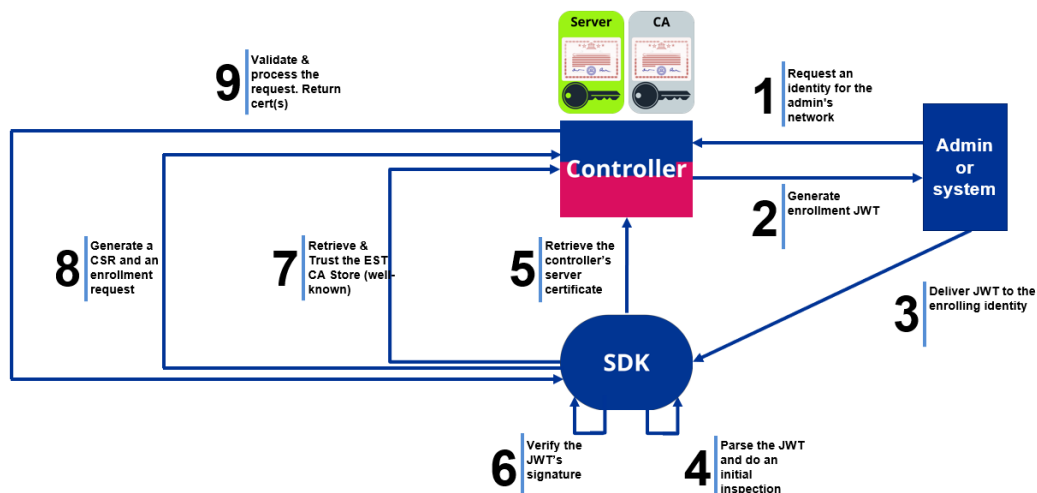 Server
CA
9
Validate &
process the
request. Return
cert(s)
1
Request an
identity for the
admin's
network
Controller
Admin
or
system
2
Generate
enrollment JWT
8
Generate a
CSR and an
enrollment
request
7
Retrieve &
Trust the EST
CA Store (well-
known)
5
Retrieve the
controller's
server
certificate
3
Deliver JWT to the
enrolling identity
SDK
6
Verify the
JWT's
signature
4
Parse the JWT
and do an
initial
inspection